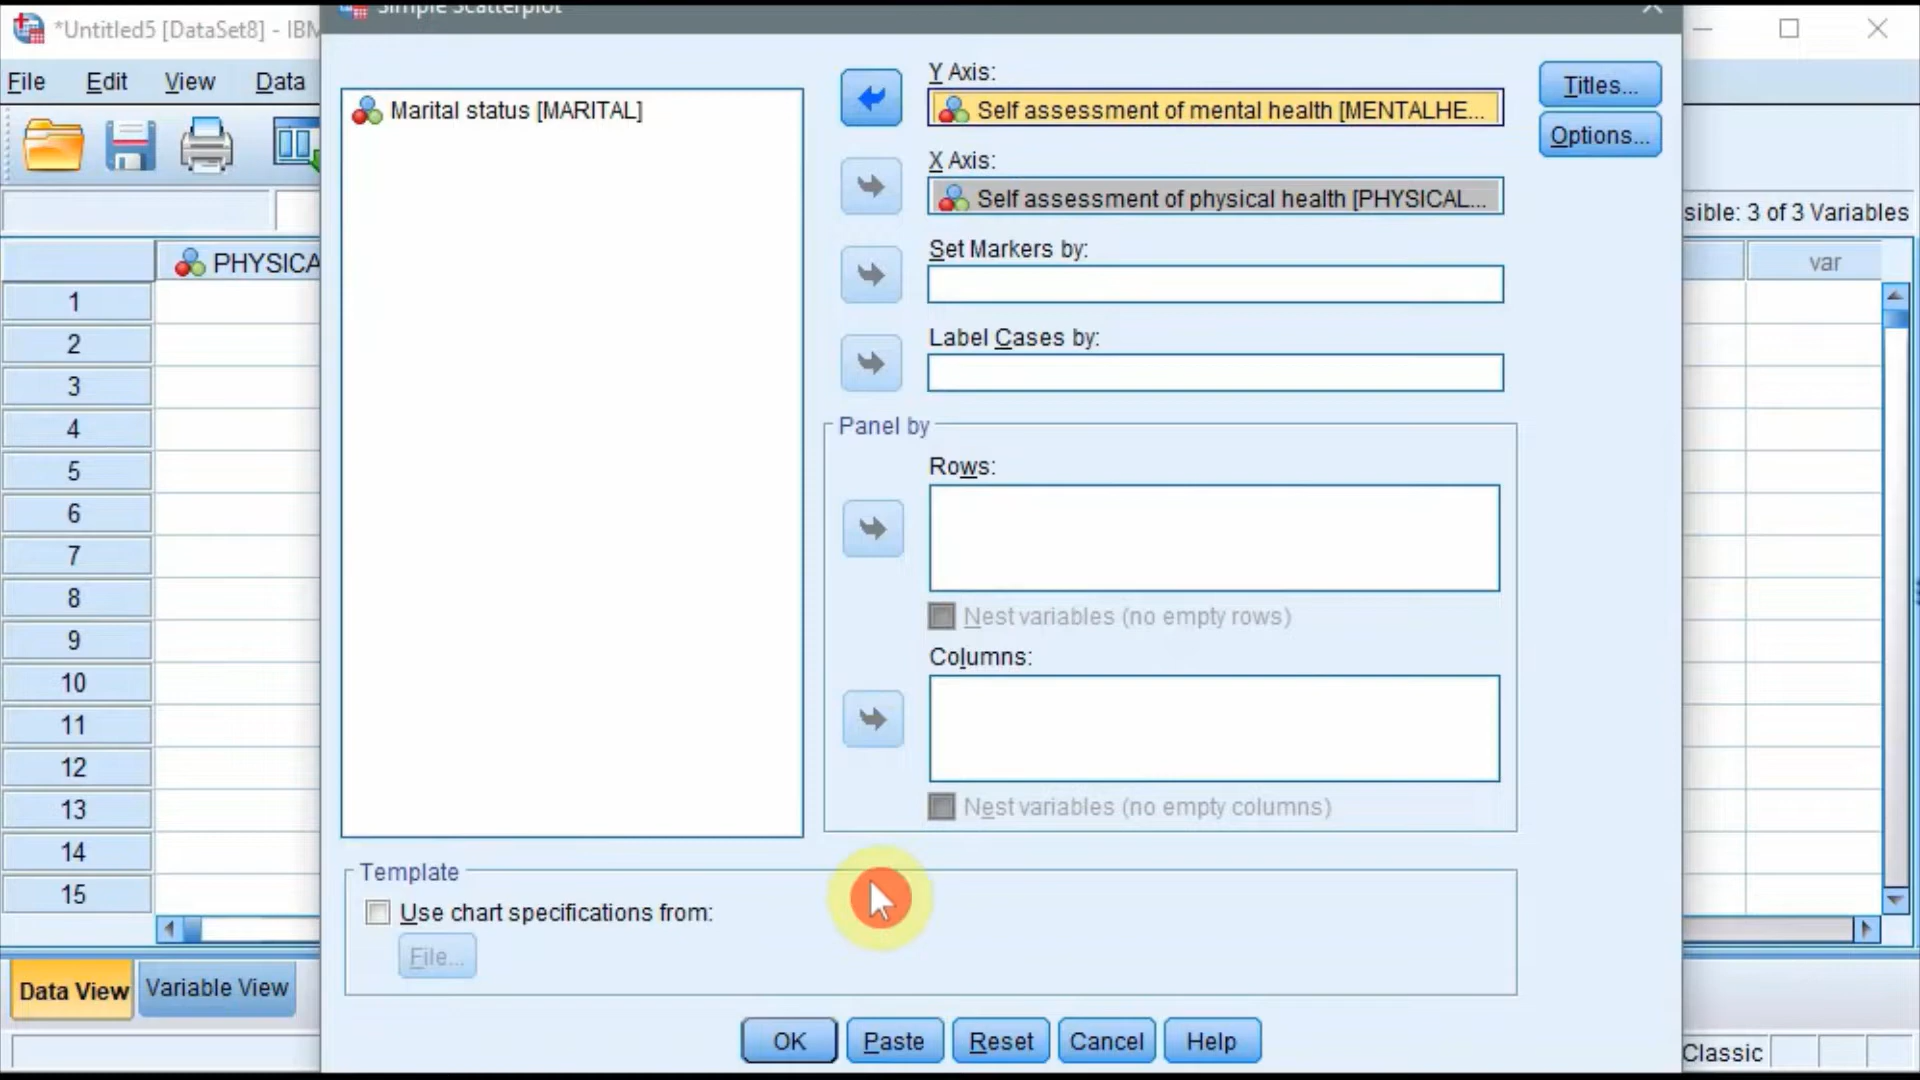 Simple Scatterplot
*Untitled5 [DataSet8] - IBM
File Edit View Data
Marital status [MARITAL]
Y Axis:
Self assessment of mental health [MENTALHE...
X Axis:
Self assessment of physical health [PHYSICAL...
Set Markers by:
Label Cases by:
Panel by
Rows:
Nest variables (no empty rows)
Columns:
Nest variables (no empty columns)
Titles...
Options...
sible: 3 of 3 Variables
PHYSICA
var
1
2
3
4
5
6
7
8
9
10
11
12
13
14
15
Template
Use chart specifications from:
File...
Data View Variable View
OK Paste Reset Cancel Help
Classic